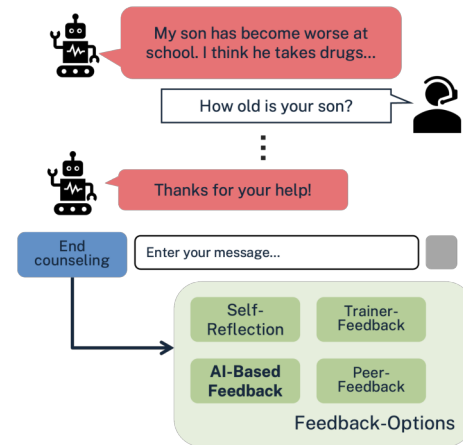 My son has become worse at
school. I think he takes drugs...
How old is your son?
Thanks for your help!
End
counseling
Enter your message...
Self-
Reflection
Trainer-
Feedback
AI-Based
Feedback
Peer-
Feedback
Feedback-Options